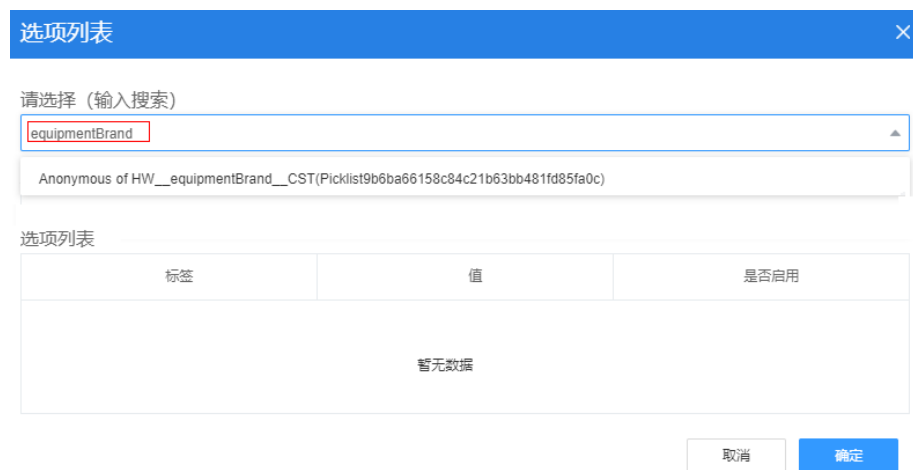 选项列表
请选择（输入搜索）
equipmentBrand
Anonymous of HW__equipmentBrand__CST(Picklist9b6ba66158c84c21b63bb481fd85fa0c)
选项列表
标签 值 是否启用
暂无数据
取消 确定